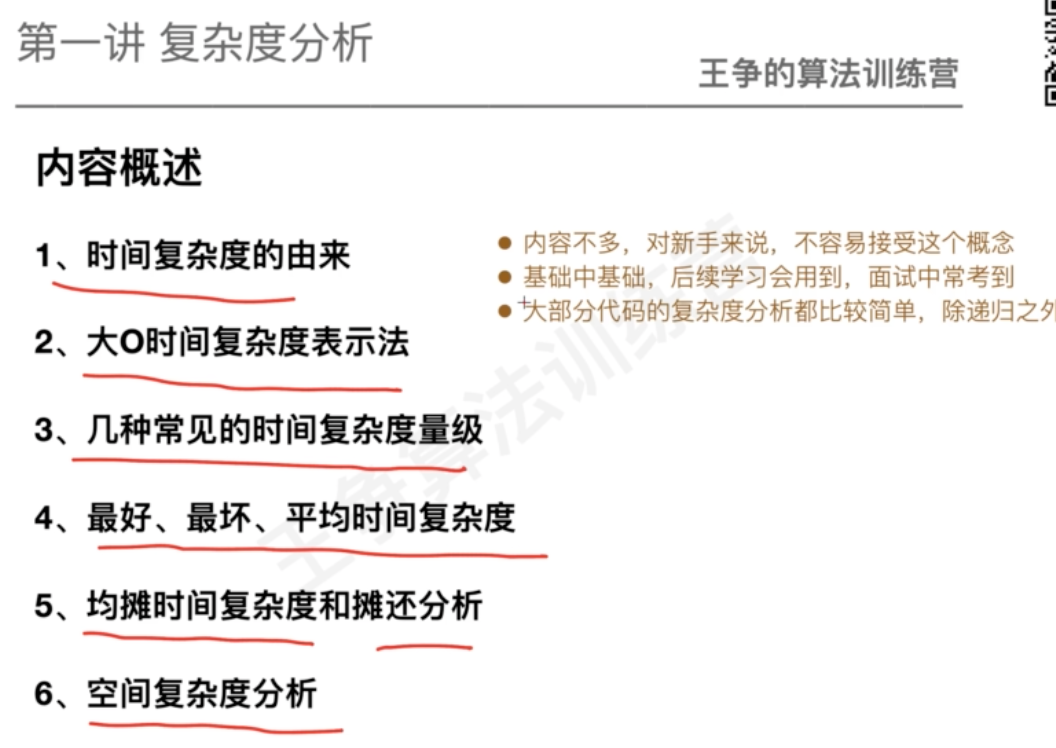 第一讲 复杂度分析
王争的算法训练营
内容概述
1、时间复杂度的由来
2、大O时间复杂度表示法
3、几种常见的时间复杂度量级
4、最好、最坏、平均时间复杂度
5、均摊时间复杂度和摊还分析
6、空间复杂度分析
● 内容不多，对新手来说，不容易接受这个概念
● 基础中基础，后续学习会用到，面试中常考到
● 大部分代码的复杂度分析都比较简单，除递归之外
王争算法训练营